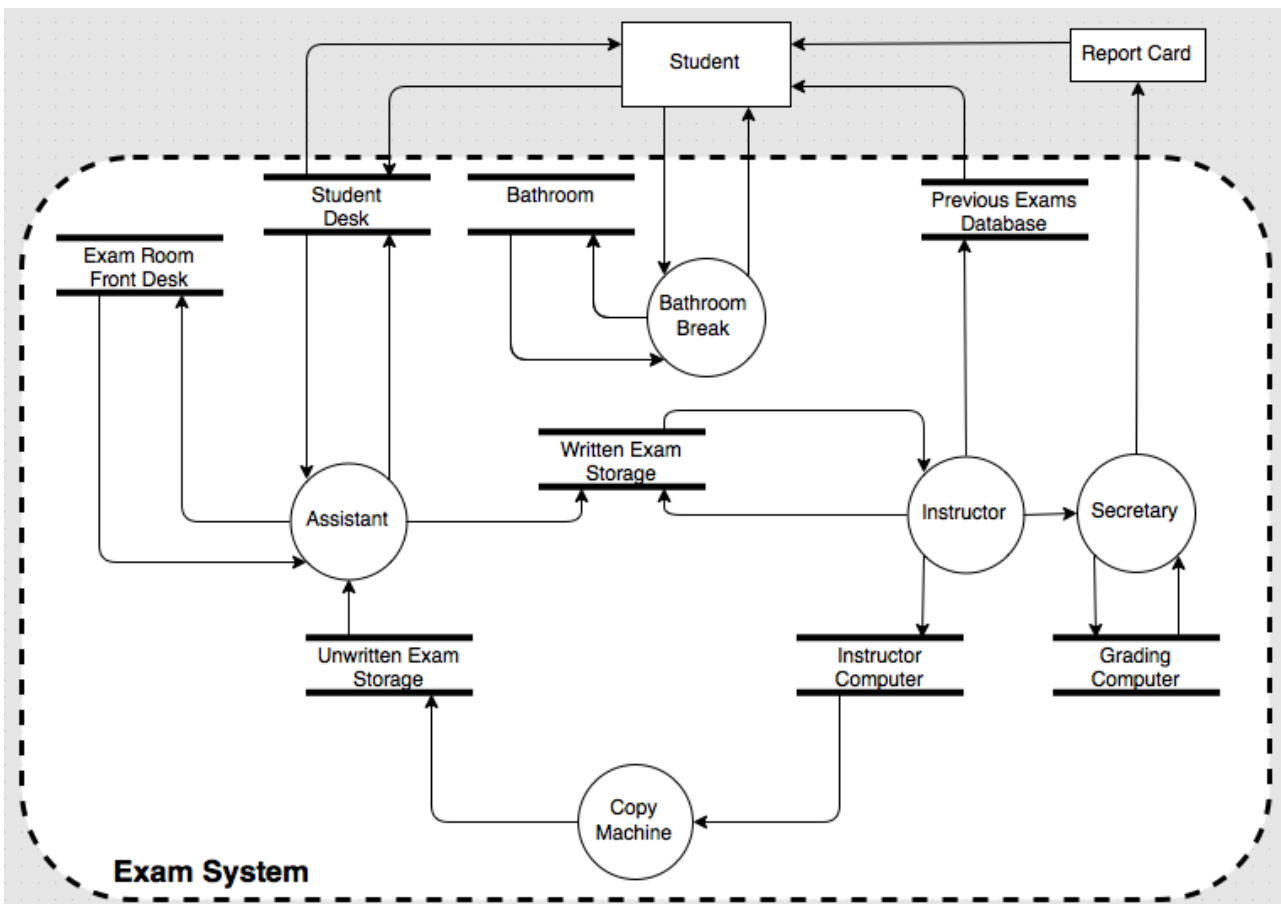 Student
Report Card
Student
Desk
Bathroom
Previous Exams
Database
Exam Room
Front Desk
Bathroom
Break
Written Exam
Storage
Assistant
Instructor
Secretary
Unwritten Exam
Storage
Instructor
Computer
Grading
Computer
Copy
Machine
Exam System